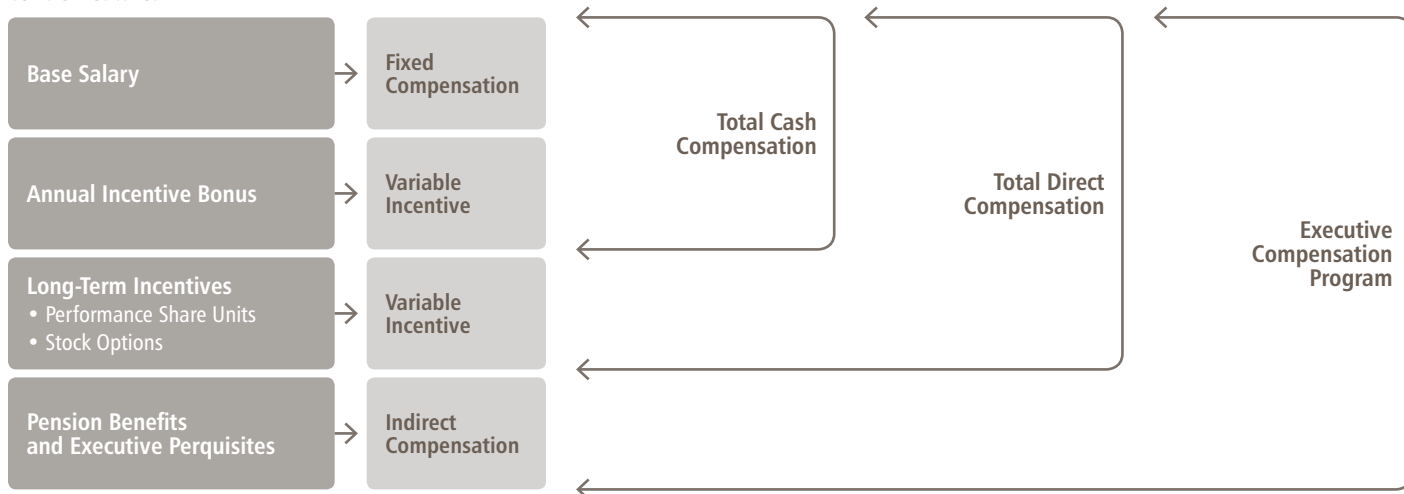 Base Salary
Fixed
Compensation
Total Cash
Compensation
Annual Incentive Bonus
Variable
Incentive
Total Direct
Compensation
Executive
Compensation
Program
Long-Term Incentives
• Performance Share Units
• Stock Options
Variable
Incentive
Pension Benefits
and Executive Perquisites
Indirect
Compensation